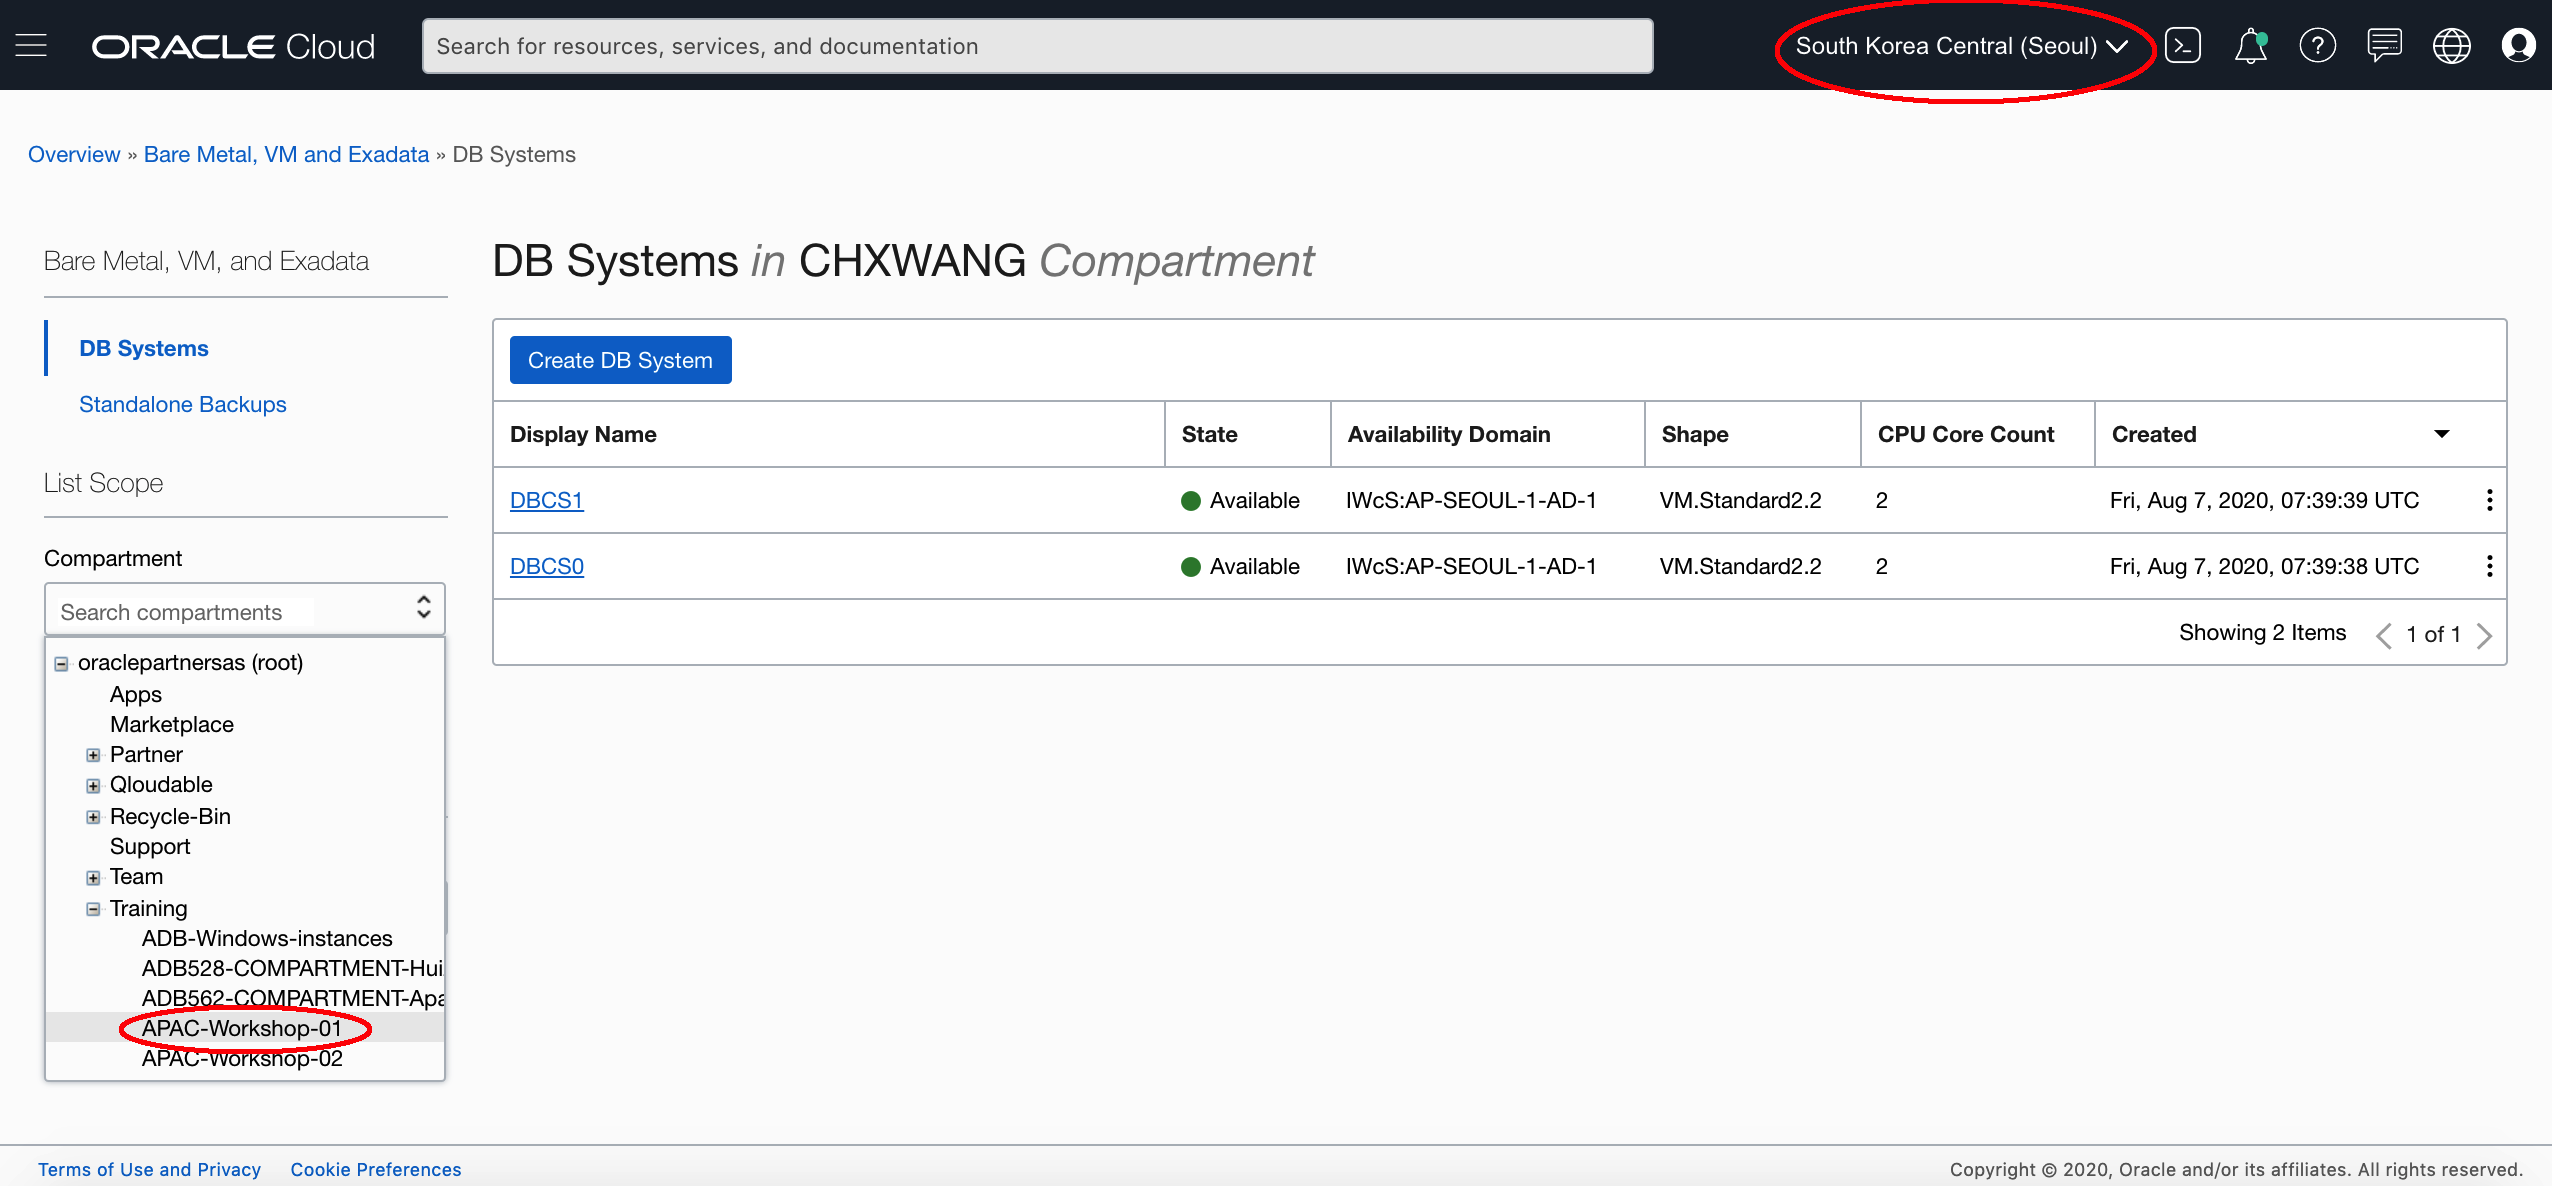 ORACLE Cloud
Search for resources, services, and documentation
South Korea Central (Seoul)
Overview » Bare Metal, VM and Exadata » DB Systems
Bare Metal, VM, and Exadata
DB Systems
Standalone Backups
List Scope
Compartment
Search compartments
oraclepartnersas (root)
Apps
Marketplace
Partner
Qloudable
Recycle-Bin
Support
Team
Training
ADB-Windows-instances
ADB528-COMPARTMENT-Hui
ADB562-COMPARTMENT-Apa
APAC-Workshop-01
APAC-Workshop-02
DB Systems in CHXWANG Compartment
Create DB System
Display Name State Availability Domain Shape CPU Core Count Created
DBCS1 Available IWcS:AP-SEOUL-1-AD-1 VM.Standard2.2 2 Fri, Aug 7, 2020, 07:39:39 UTC
DBCS0 Available IWcS:AP-SEOUL-1-AD-1 VM.Standard2.2 2 Fri, Aug 7, 2020, 07:39:38 UTC
Showing 2 Items 1 of 1
Terms of Use and Privacy Cookie Preferences
Copyright © 2020, Oracle and/or its affiliates. All rights reserved.